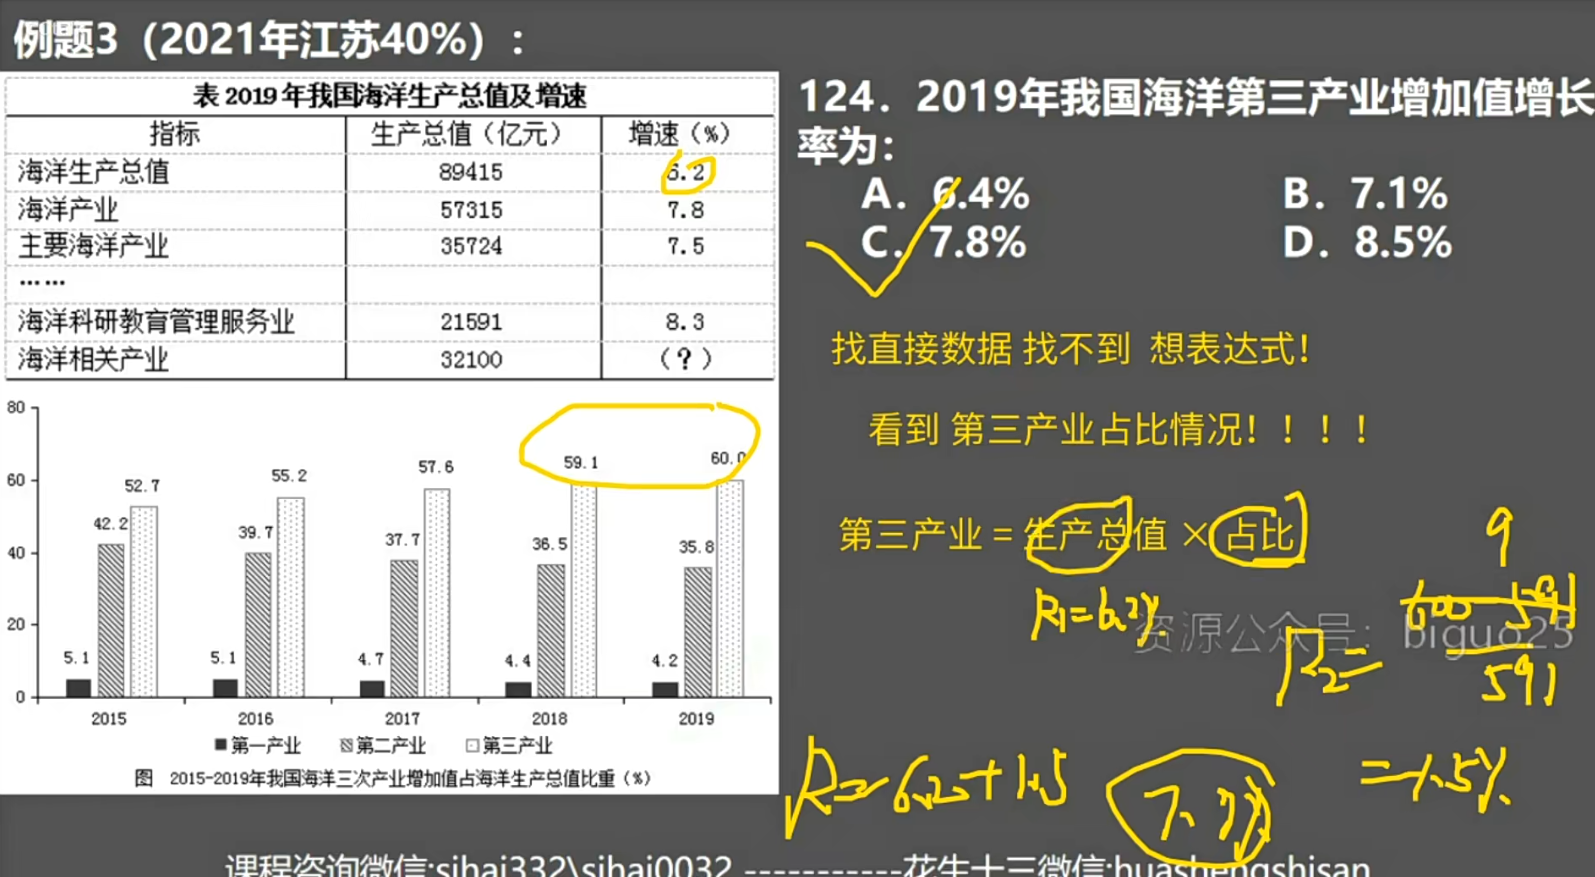 例题3（2021年江苏40%）：
表 2019年我国海洋生产总值及增速
指标 生产总值（亿元） 增速（%）
海洋生产总值 89415 6.2
海洋产业 57315 7.8
主要海洋产业 35724 7.5
……
海洋科研教育管理服务业 21591 8.3
海洋相关产业 32100 （?）
80
60
40
20
0
5.1 42.2 52.7
5.1 39.7 55.2
4.7 37.7 57.6
4.4 36.5 59.1
4.2 35.8 60.0
2015 2016 2017 2018 2019
第一产业 第二产业 第三产业
图 2015-2019年我国海洋三次产业增加值占海洋生产总值比重（%）
124．2019年我国海洋第三产业增加值增长
率为：
A．6.4% B．7.1%
C．7.8% D．8.5%
找直接数据 找不到 想表达式！
看到 第三产业占比情况！！！！
第三产业 = 生产总值 × 占比
R₁=6.2%
9
600 591
资源公众号：biguo25
R₂=
591
=1.5%
R=6.2+1.5
课程咨询微信:sihai332\sihai0032 -----------花生十三微信:huashengshisan